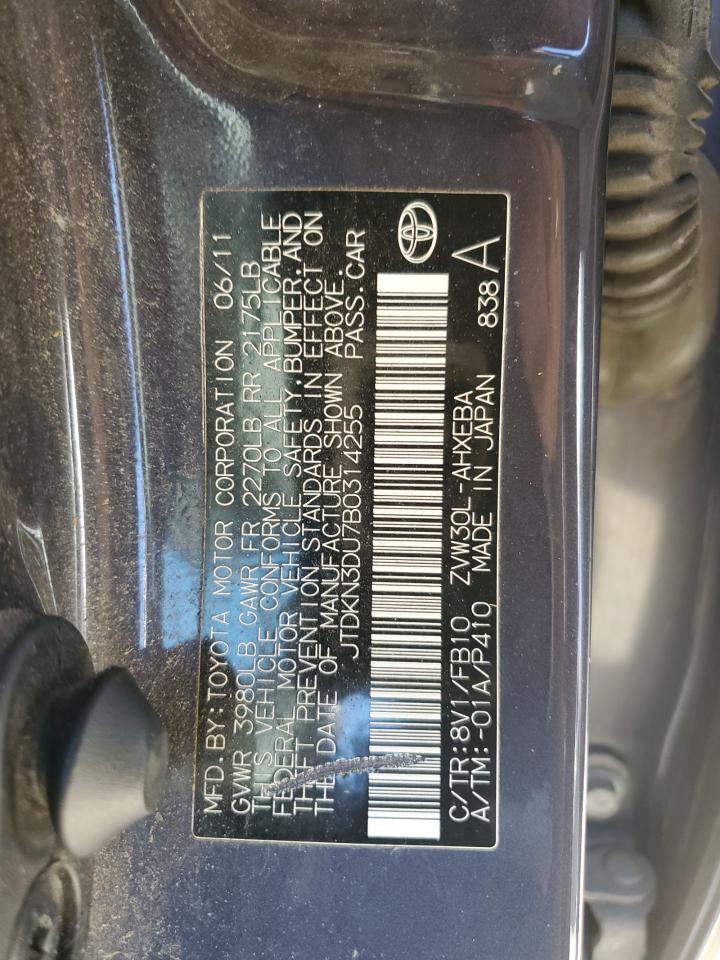 MFD.BY:TOYOTA MOTOR CORPORATION 06/11
GVWR 3980LB GAWR FR 2270LB RR 2175LB
THIS VEHICLE CONFORMS TO ALL APPLICABLE
FEDERAL MOTOR VEHICLE SAFETY,BUMPER,AND
THEFT PREVENTION STANDARDS IN EFFECT ON
THE DATE OF MANUFACTURE SHOWN ABOVE.
JTDKN3DU7B0314255 PASS.CAR
C/TR:8V1/FB10 ZVW30L-AHXEBA 838
A/TM:-01A/P410 MADE IN JAPAN A